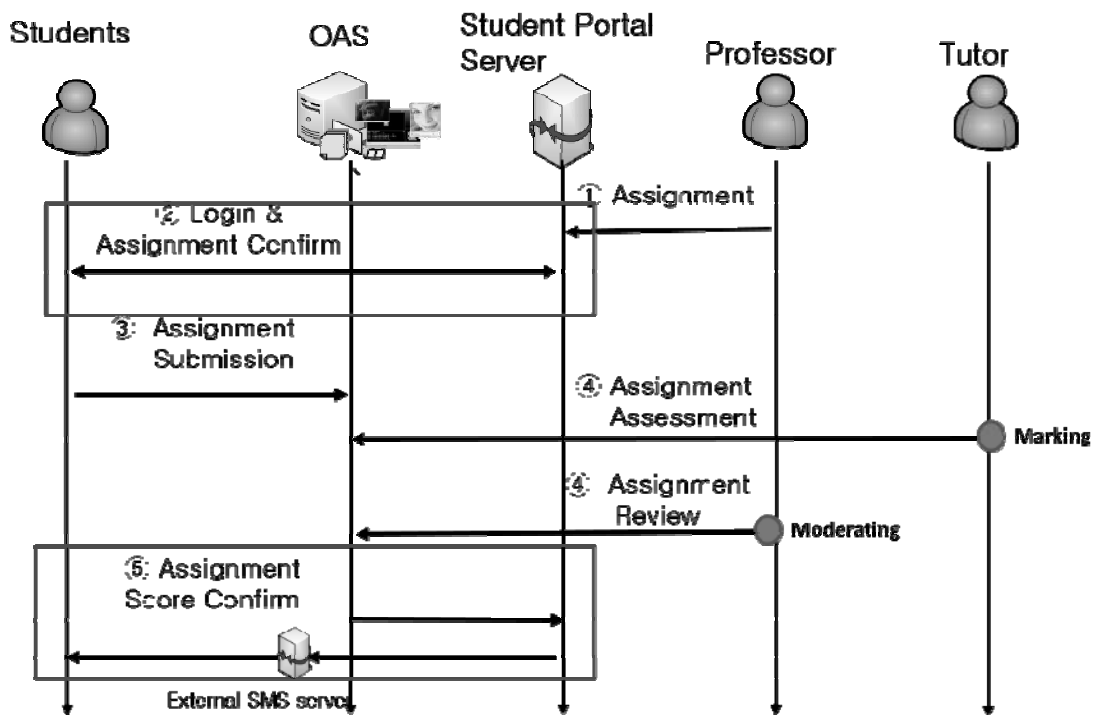 Students
OAS
Student Portal
Server
Professor
Tutor
① Assignment
② Login &
Assignment Confirm
③ Assignment
Submission
④ Assignment
Assessment
Marking
④ Assignment
Review
Moderating
⑤ Assignment
Score Confirm
External SMS server